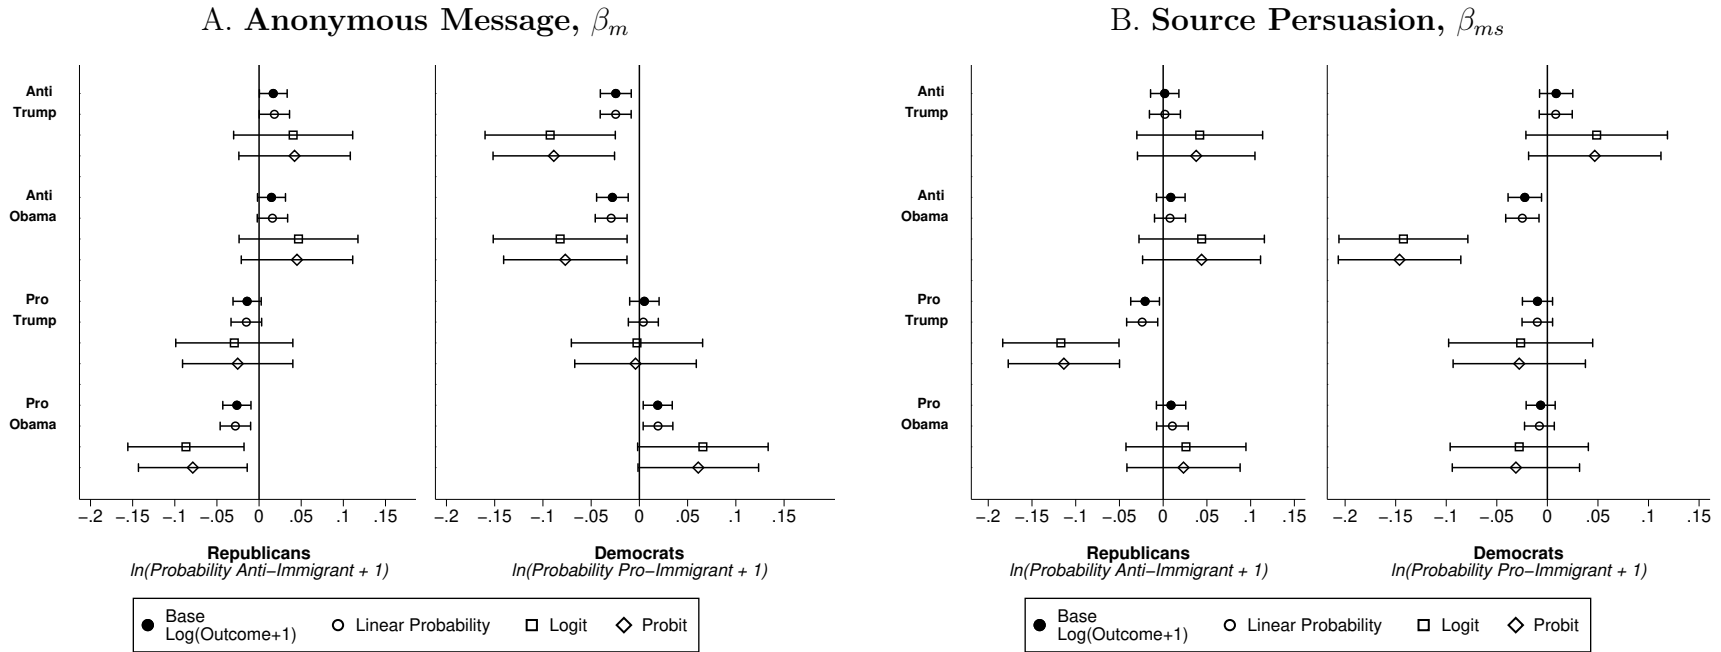 A. Anonymous Message, βm
Anti
Trump
Anti
Obama
Pro
Trump
Pro
Obama
−.2 −.15 −.1 −.05 0 .05 .1 .15
−.2 −.1 0 .05 .1 .15
Republicans
ln(Probability Anti−Immigrant + 1)
Democrats
ln(Probability Pro−Immigrant + 1)
Base
Log(Outcome+1)
Linear Probability
Logit
Probit
B. Source Persuasion, βms
Anti
Trump
Anti
Obama
Pro
Trump
Pro
Obama
−.2 −.15 −.1 −.05 0 .05 .1 .15
−.2 −.15 −.1 −.05 0 .05 .1 .15
Republicans
ln(Probability Anti−Immigrant + 1)
Democrats
ln(Probability Pro−Immigrant + 1)
Base
Log(Outcome+1)
Linear Probability
Logit
Probit